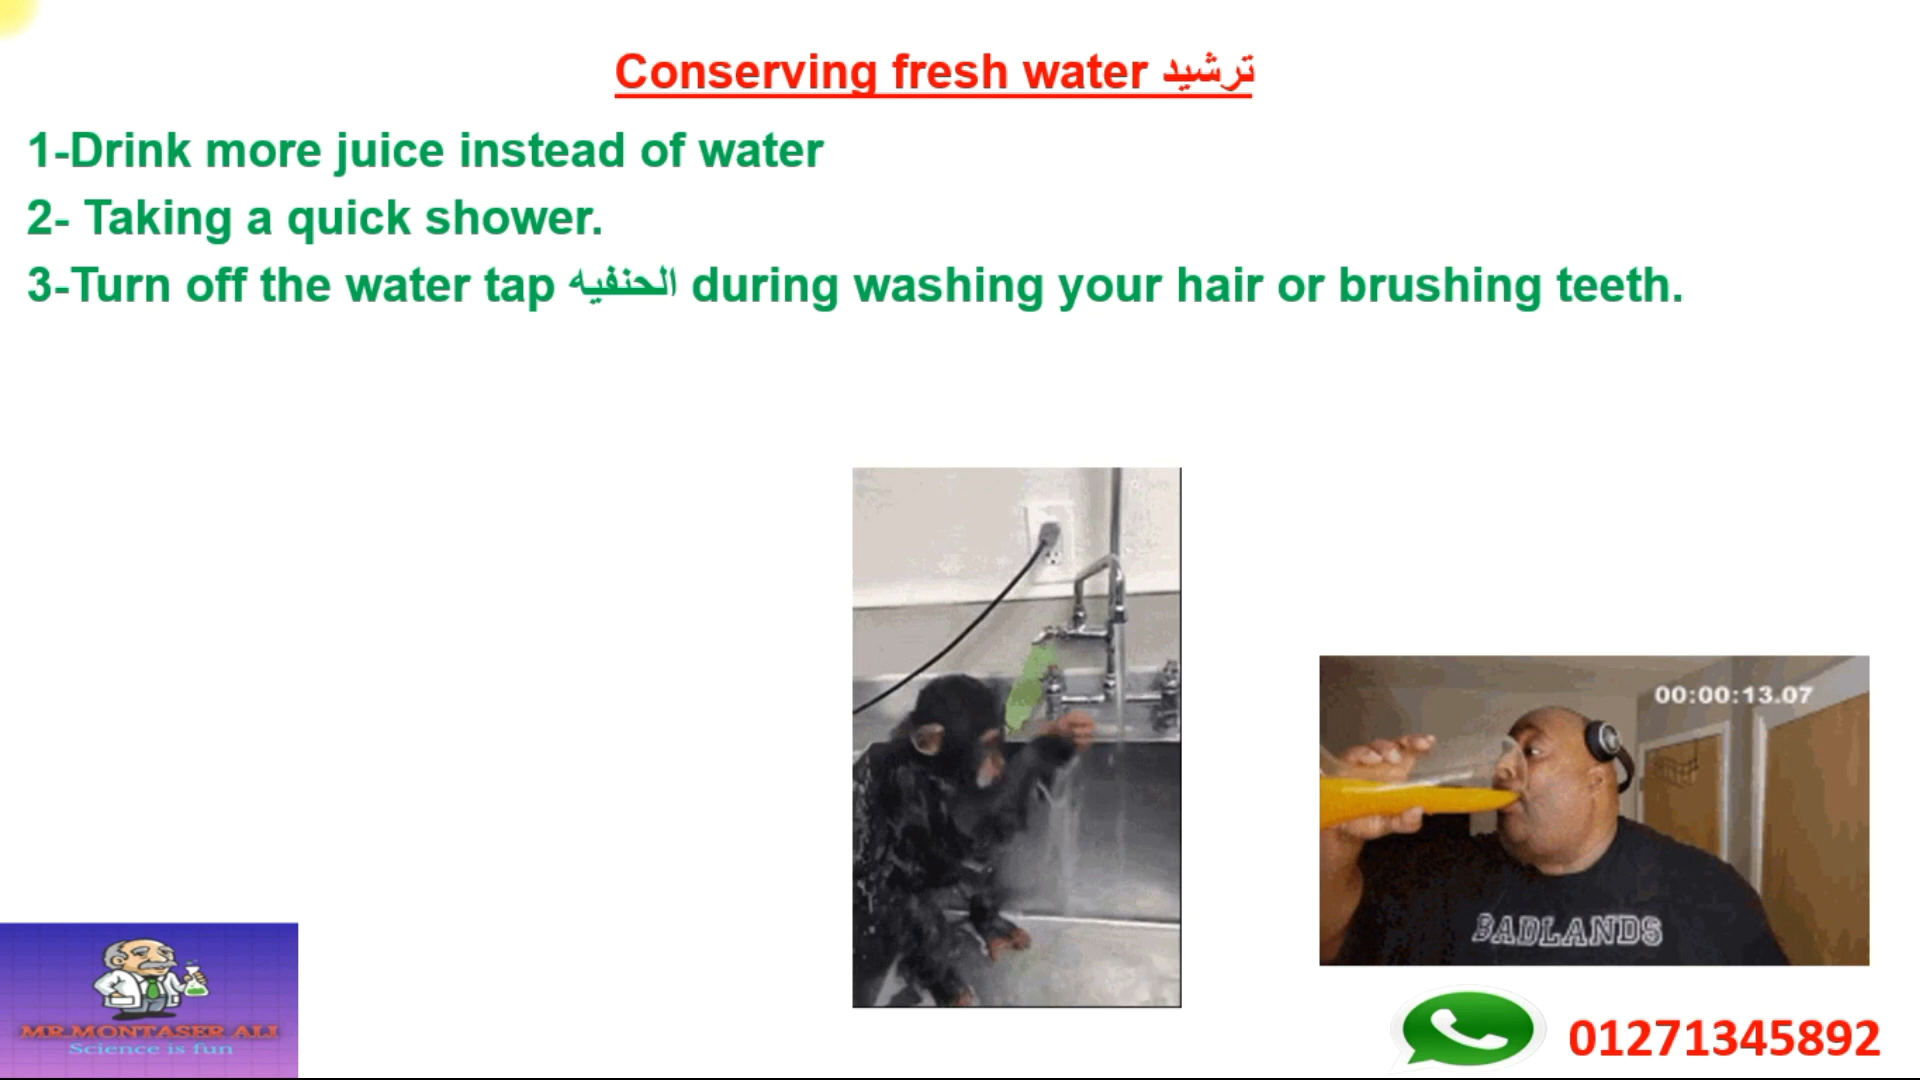 Conserving fresh water ترشيد
1-Drink more juice instead of water
2- Taking a quick shower.
3-Turn off the water tap الحنفيه during washing your hair or brushing teeth.
00:00:13.07
BADLANDS
MR.MONTASER ALI
Science is fun
01271345892